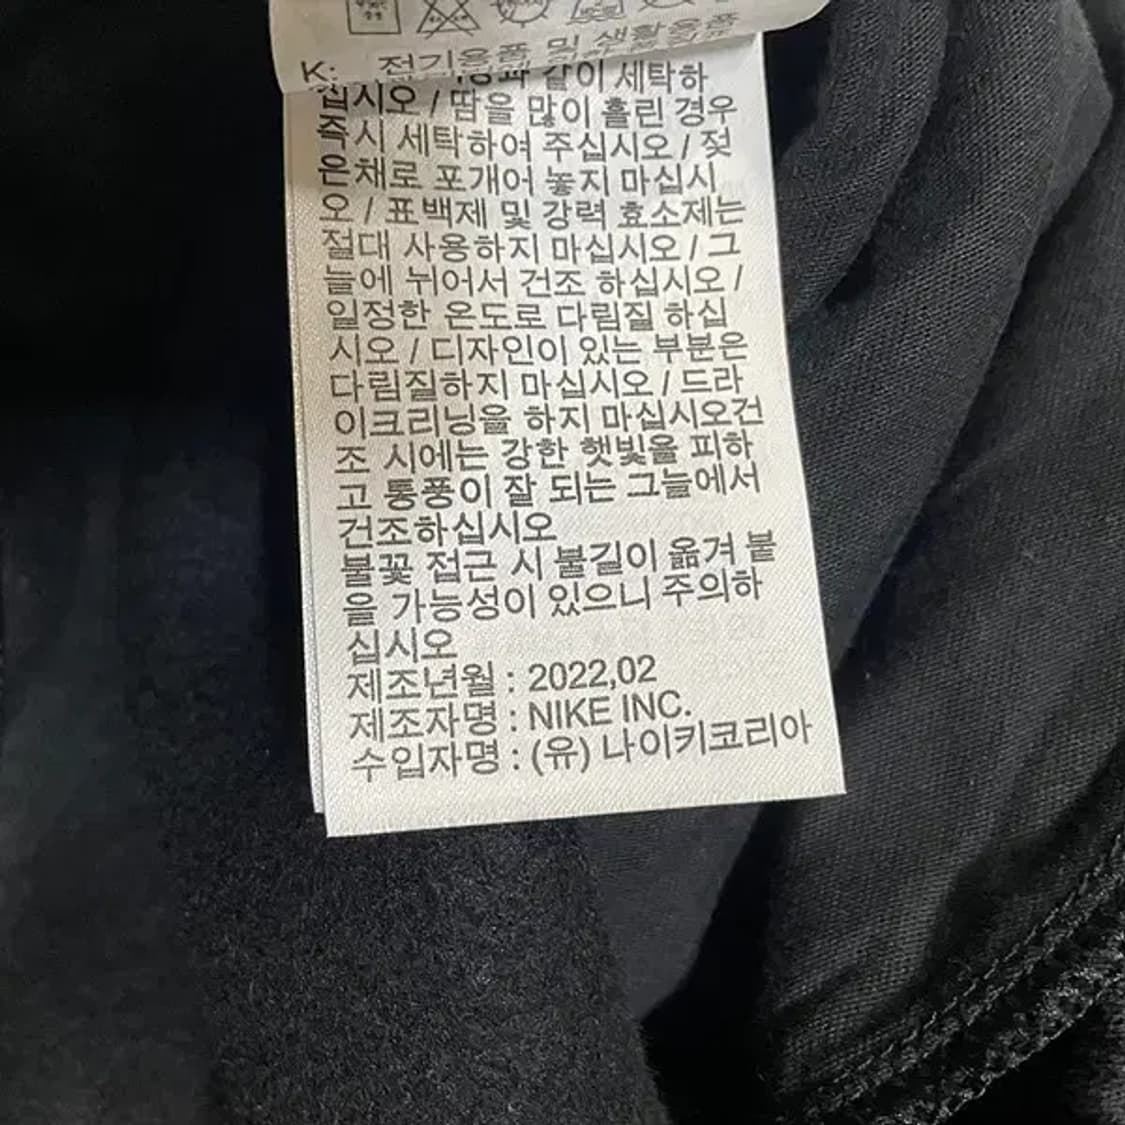 K: 전기용품 및 생활용품
같이 세탁하
십시오 / 땀을 많이 흘린 경우
즉시 세탁하여 주십시오 / 젖
은채로 포개어 놓지 마십시
오 / 표백제 및 강력 효소제는
절대 사용하지 마십시오 / 그
늘에 뉘어서 건조 하십시오 /
일정한 온도로 다림질 하십
시오 / 디자인이 있는 부분은
다림질하지 마십시오 / 드라
이크리닝을 하지 마십시오건
조 시에는 강한 햇빛을 피하
고 통풍이 잘 되는 그늘에서
건조하십시오
불꽃 접근 시 불길이 옮겨 붙
을 가능성이 있으니 주의하
십시오
제조년월 : 2022,02
제조자명 : NIKE INC.
수입자명 : (유) 나이키코리아